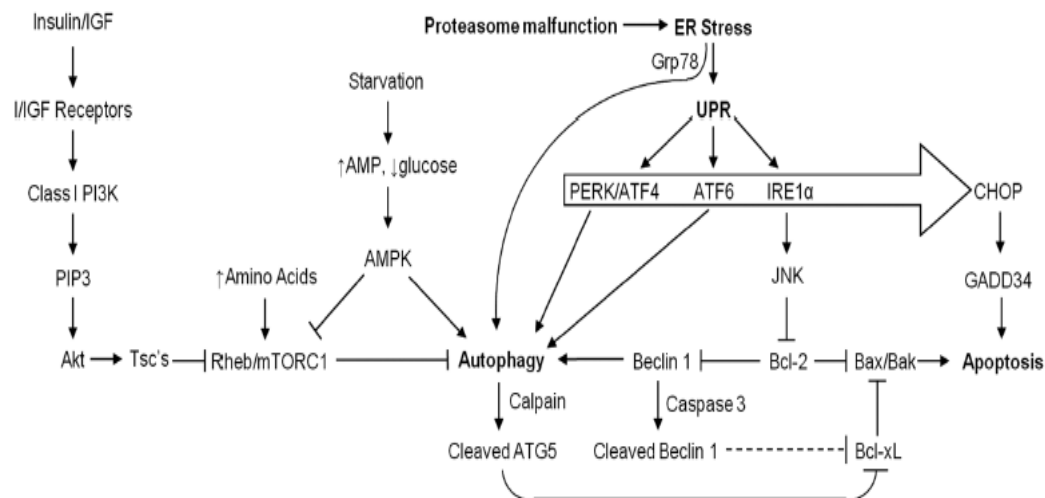 Insulin/IGF
Proteasome malfunction
ER Stress
Grp78
Starvation
I/IGF Receptors
UPR
↑AMP, ↓glucose
Class I PI3K
PERK/ATF4
ATF6
IRE1α
CHOP
AMPK
PIP3
↑Amino Acids
JNK
GADD34
Akt
Tsc's
Rheb/mTORC1
Autophagy
Beclin 1
Bcl-2
Bax/Bak
Apoptosis
Calpain
Caspase 3
Cleaved ATG5
Cleaved Beclin 1
Bcl-xL